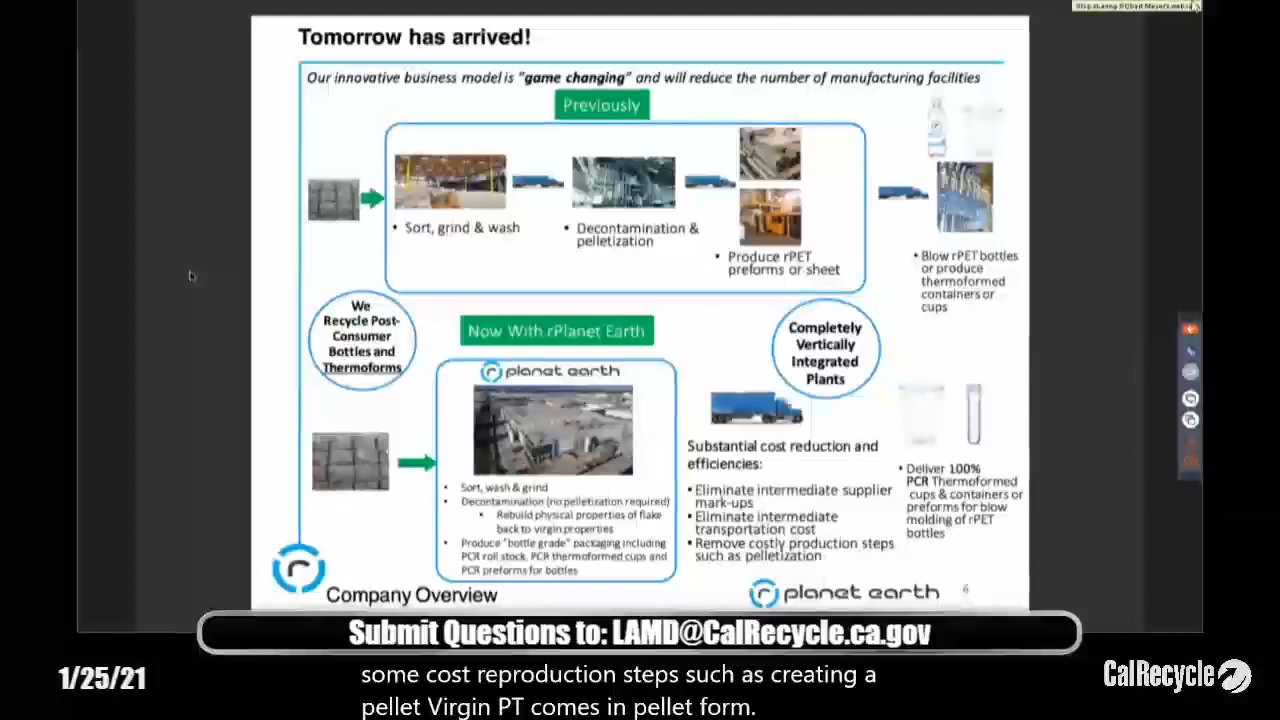 Tomorrow has arrived!
Our innovative business model is "game changing" and will reduce the number of manufacturing facilities
Previously
• Sort, grind & wash
• Decontamination &
pelletization
• Produce rPET
preforms or sheet
• Blow rPET bottles
or produce
thermoformed
containers or
cups
We
Recycle Post-
Consumer
Bottles and
Thermoforms
Now With rPlanet Earth
Completely
Vertically
Integrated
Plants
r planet earth
• Sort, wash & grind
• Decontamination (no pelletization required)
• Rebuild physical properties of flake
back to virgin properties
• Produce "bottle grade" packaging including
PCR roll stock, PCR thermoformed cups and
PCR preforms for bottles
Substantial cost reduction and
efficiencies:
• Eliminate intermediate supplier
mark-ups
• Eliminate intermediate
transportation cost
• Remove costly production steps
such as pelletization
• Deliver 100%
PCR Thermoformed
cups & containers or
preforms for blow
molding of rPET
bottles
r
Company Overview
r planet earth
6
Submit Questions to: LAMD@CalRecycle.ca.gov
1/25/21
some cost reproduction steps such as creating a
pellet Virgin PT comes in pellet form.
CalRecycle